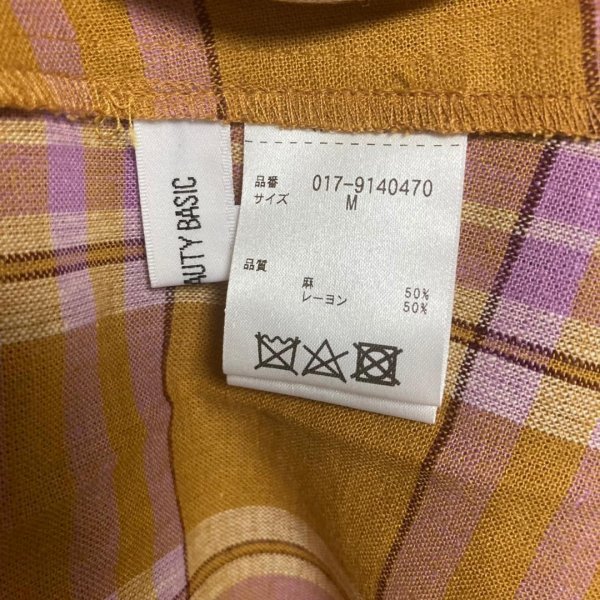 AUTY BASIC
品番 017-9140470
サイズ M
品質
麻 50%
レーヨン 50%